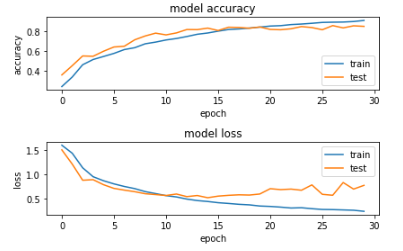 model accuracy
0.8
0.6
0.4
accuracy
train
test
0 5 10 15 20 25 30
epoch
model loss
1.5
1.0
0.5
loss
train
test
0 5 10 15 20 25 30
epoch